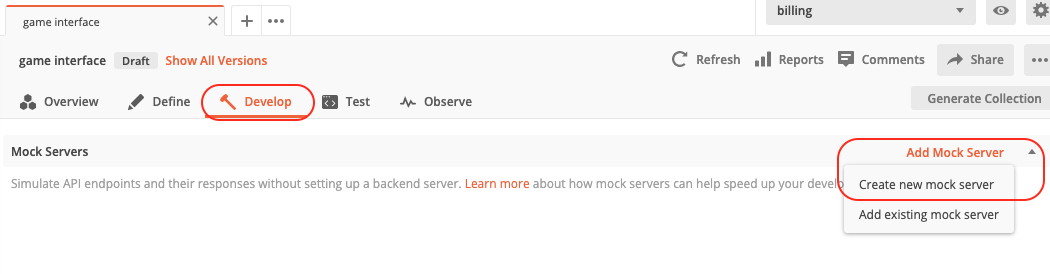 game interface
billing
game interface Draft Show All Versions
Refresh Reports Comments Share
Overview Define Develop Test Observe
Generate Collection
Mock Servers Add Mock Server
Simulate API endpoints and their responses without setting up a backend server. Learn more about how mock servers can help speed up your
Create new mock server
Add existing mock server